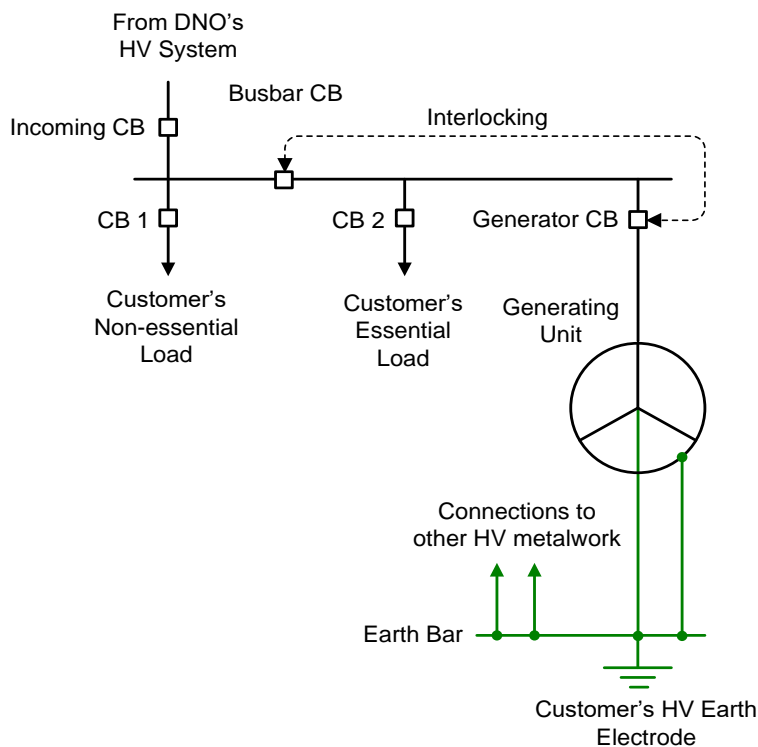 From DNO's
HV System
Busbar CB
Interlocking
Incoming CB
CB 1
CB 2
Generator CB
Customer's
Non-essential
Load
Customer's
Essential
Load
Generating
Unit
Connections to
other HV metalwork
Earth Bar
Customer's HV Earth
Electrode